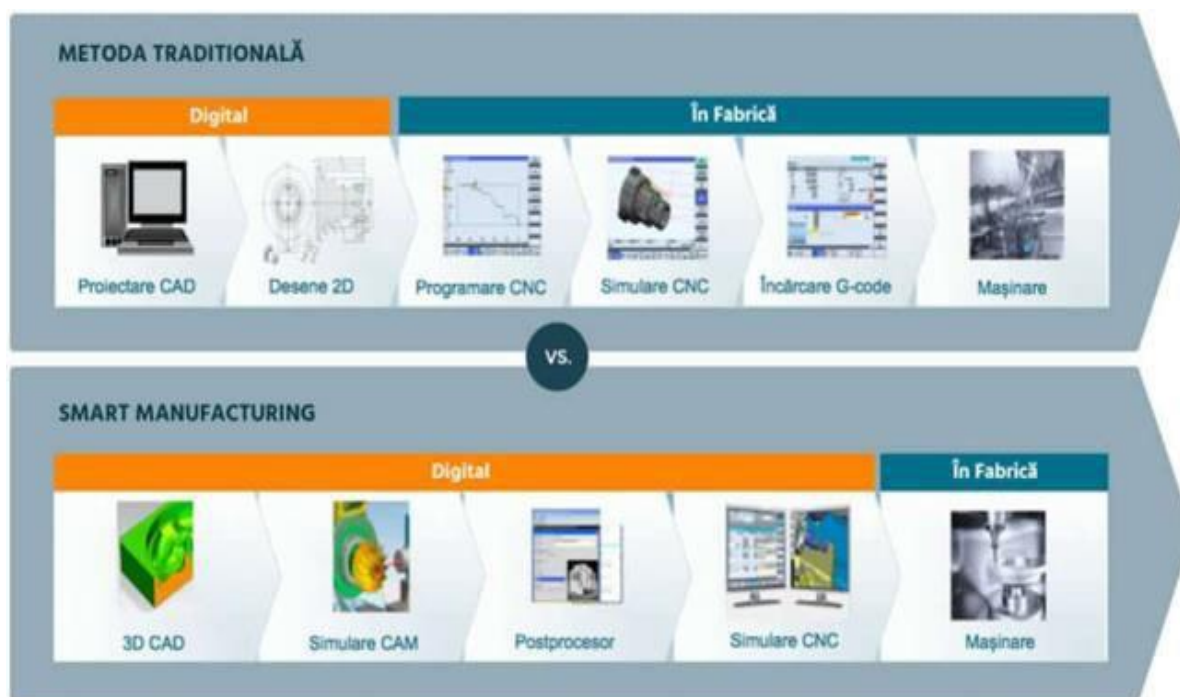 METODA TRADITIONALĂ
Digital
În Fabrică
Proiectare CAD
Desene 2D
Programare CNC
Simulare CNC
Încărcare G-code
Mașinare
VS.
SMART MANUFACTURING
Digital
În Fabrică
3D CAD
Simulare CAM
Postprocesor
Simulare CNC
Mașinare